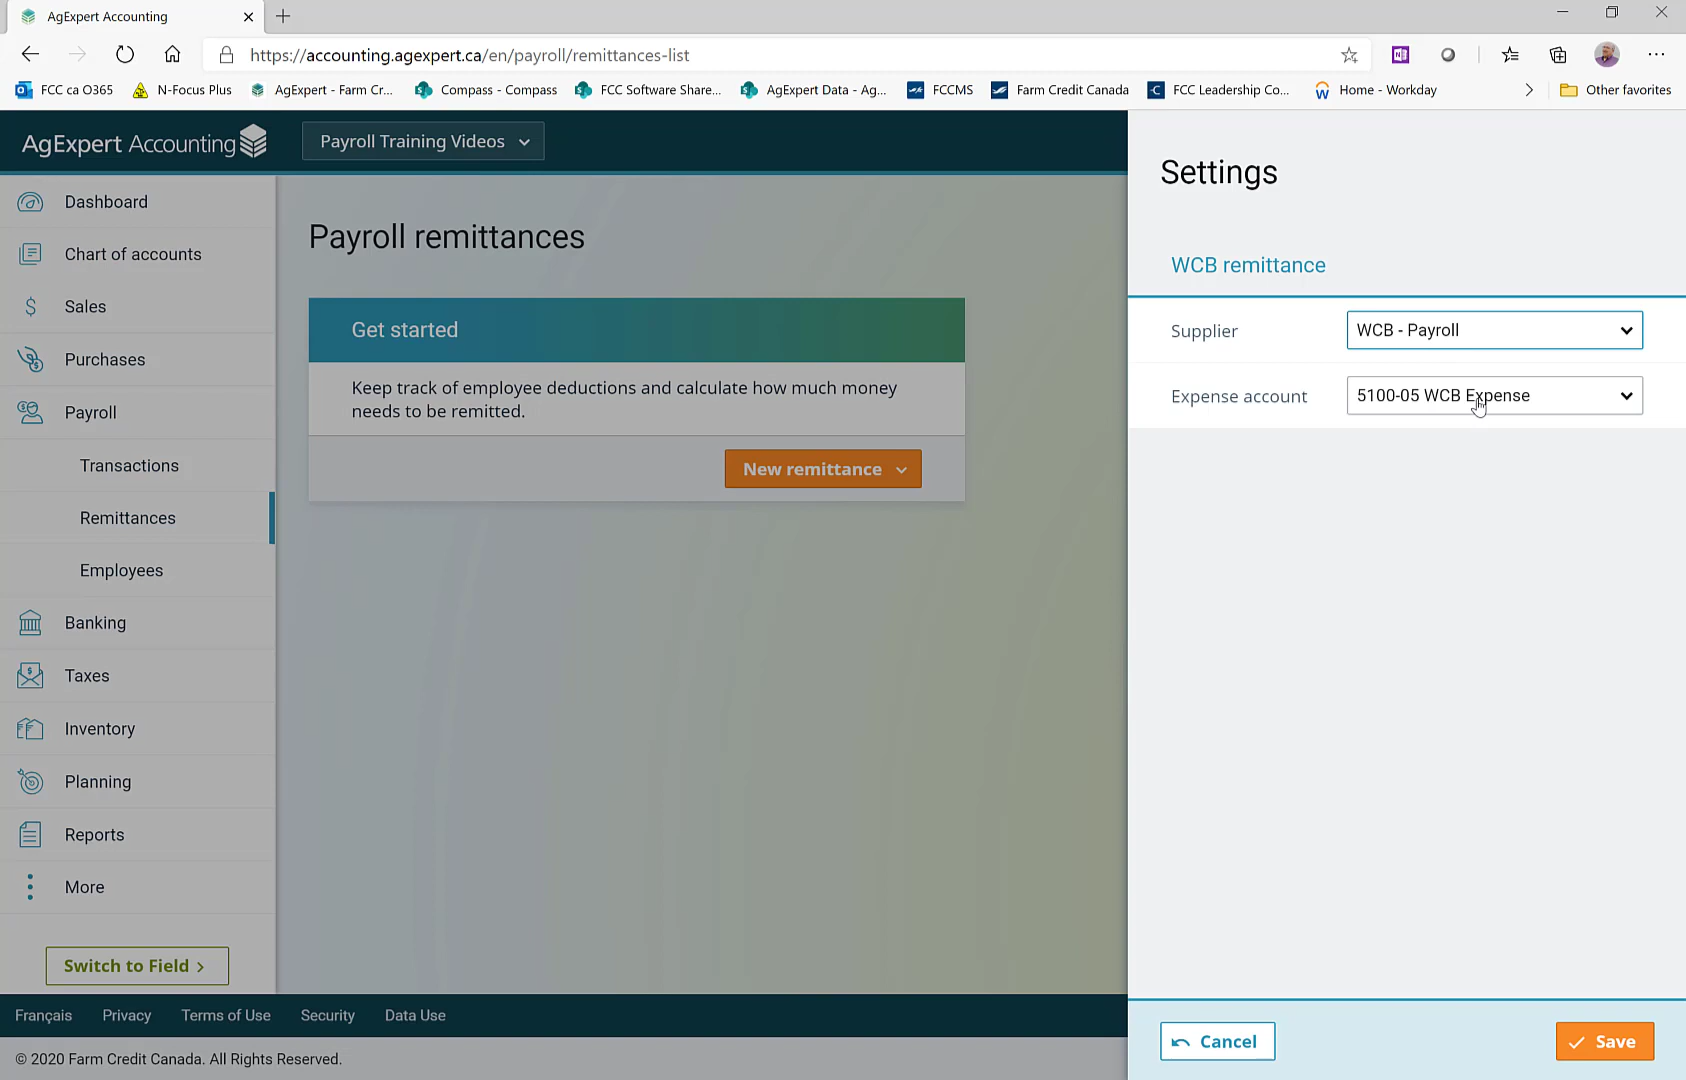 AgExpert Accounting
https://accounting.agexpert.ca/en/payroll/remittances-list
FCC ca O365
N-Focus Plus
AgExpert - Farm Cr...
Compass - Compass
FCC Software Share...
AgExpert Data - Ag...
FCCMS
Farm Credit Canada
FCC Leadership Co...
Home - Workday
Other favorites
AgExpert Accounting
Payroll Training Videos
Dashboard
Chart of accounts
Sales
Purchases
Payroll
Transactions
Remittances
Employees
Banking
Taxes
Inventory
Planning
Reports
More
Switch to Field
Payroll remittances
Get started
Keep track of employee deductions and calculate how much money
needs to be remitted.
New remittance
Settings
WCB remittance
Supplier
WCB - Payroll
Expense account
5100-05 WCB Expense
Cancel
Save
Français
Privacy
Terms of Use
Security
Data Use
© 2020 Farm Credit Canada. All Rights Reserved.